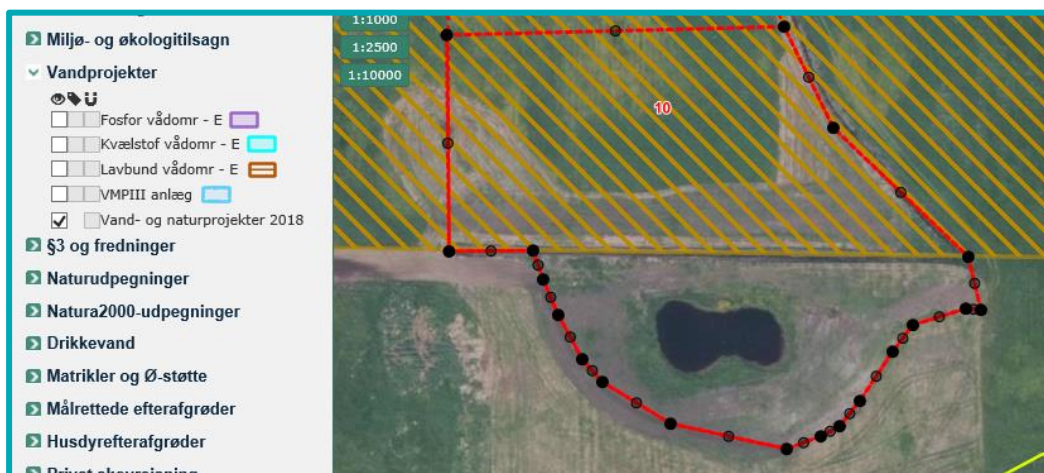 Miljø- og økologitilsagn
Vandprojekter
Fosfor vådomr - E
Kvælstof vådomr - E
Lavbund vådomr - E
VMPIII anlæg
Vand- og naturprojekter 2018
§3 og fredninger
Naturudpegninger
Natura2000-udpegninger
Drikkevand
Matrikler og Ø-støtte
Målrettede efterafgrøder
Husdyrefterafgrøder
1:1000
1:2500
1:10000
10